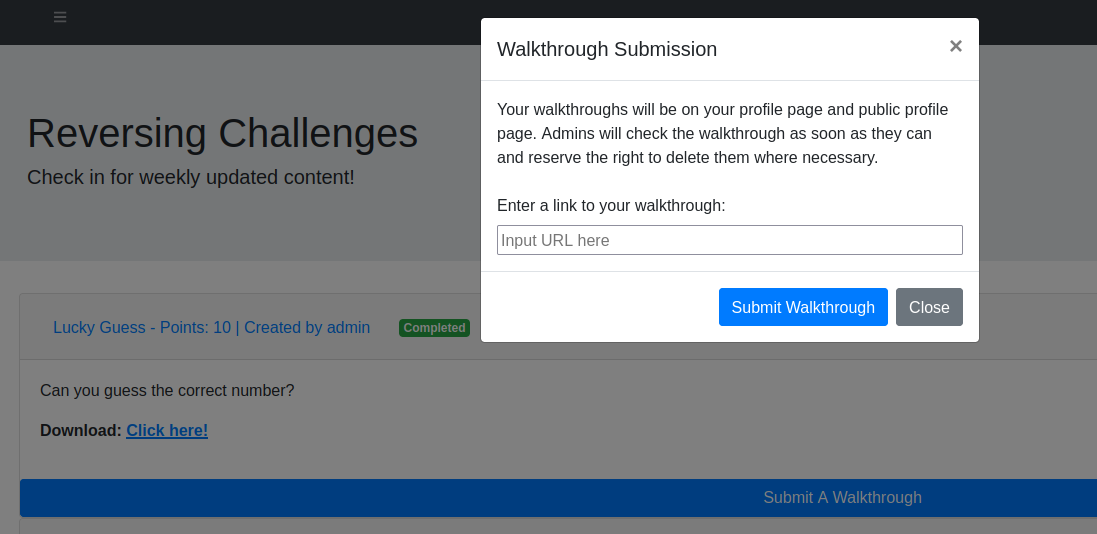 Walkthrough Submission
×
Your walkthroughs will be on your profile page and public profile
page. Admins will check the walkthrough as soon as they can
and reserve the right to delete them where necessary.
Enter a link to your walkthrough:
Input URL here
Submit Walkthrough Close
Reversing Challenges
Check in for weekly updated content!
Lucky Guess - Points: 10 | Created by admin Completed
Can you guess the correct number?
Download: Click here!
Submit A Walkthrough